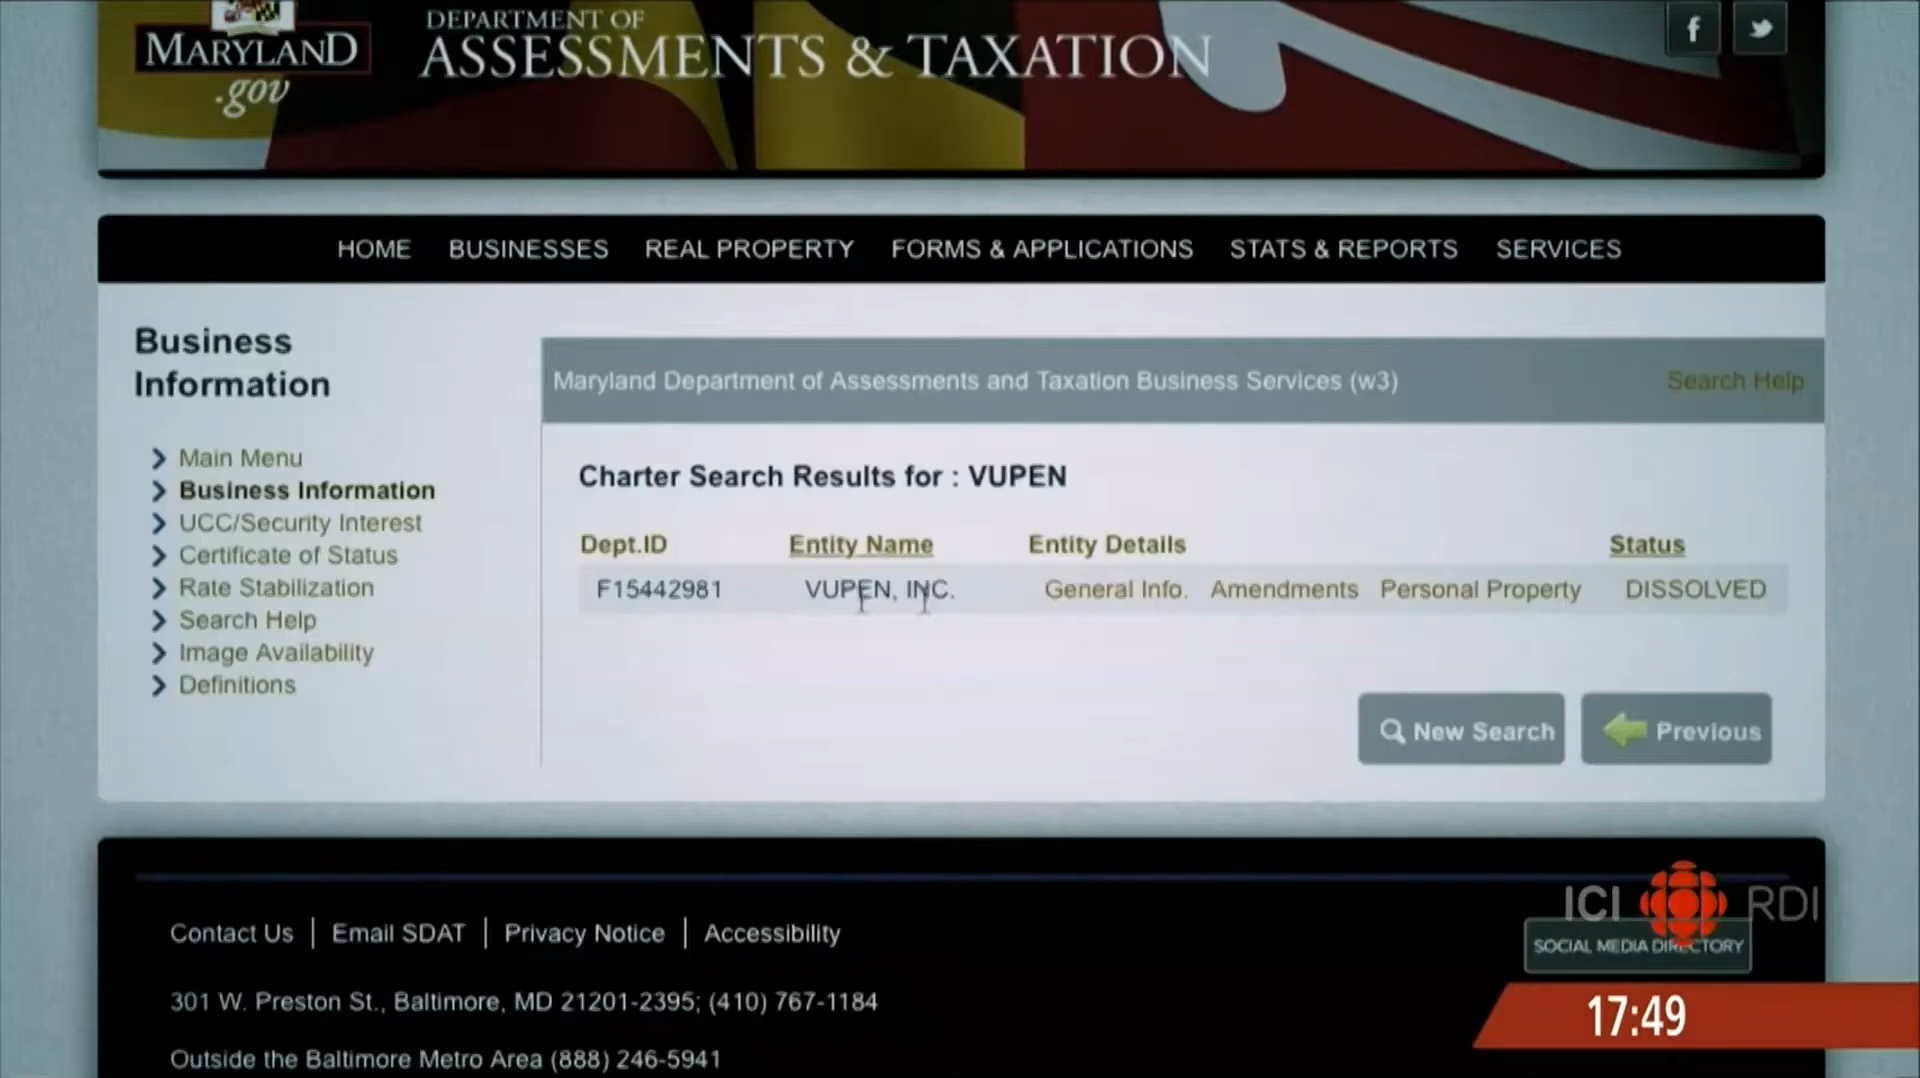 MARYLAND
.gov
DEPARTMENT OF
ASSESSMENTS & TAXATION
HOME BUSINESSES REAL PROPERTY FORMS & APPLICATIONS STATS & REPORTS SERVICES
Business
Information
Main Menu
Business Information
UCC/Security Interest
Certificate of Status
Rate Stabilization
Search Help
Image Availability
Definitions
Maryland Department of Assessments and Taxation Business Services (w3) Search Help
Charter Search Results for : VUPEN
Dept.ID Entity Name Entity Details Status
F15442981 VUPEN, INC. General Info. Amendments Personal Property DISSOLVED
New Search Previous
Contact Us | Email SDAT | Privacy Notice | Accessibility
301 W. Preston St., Baltimore, MD 21201-2395; (410) 767-1184
Outside the Baltimore Metro Area (888) 246-5941
ICI RDI
SOCIAL MEDIA DIRECTORY
17:49